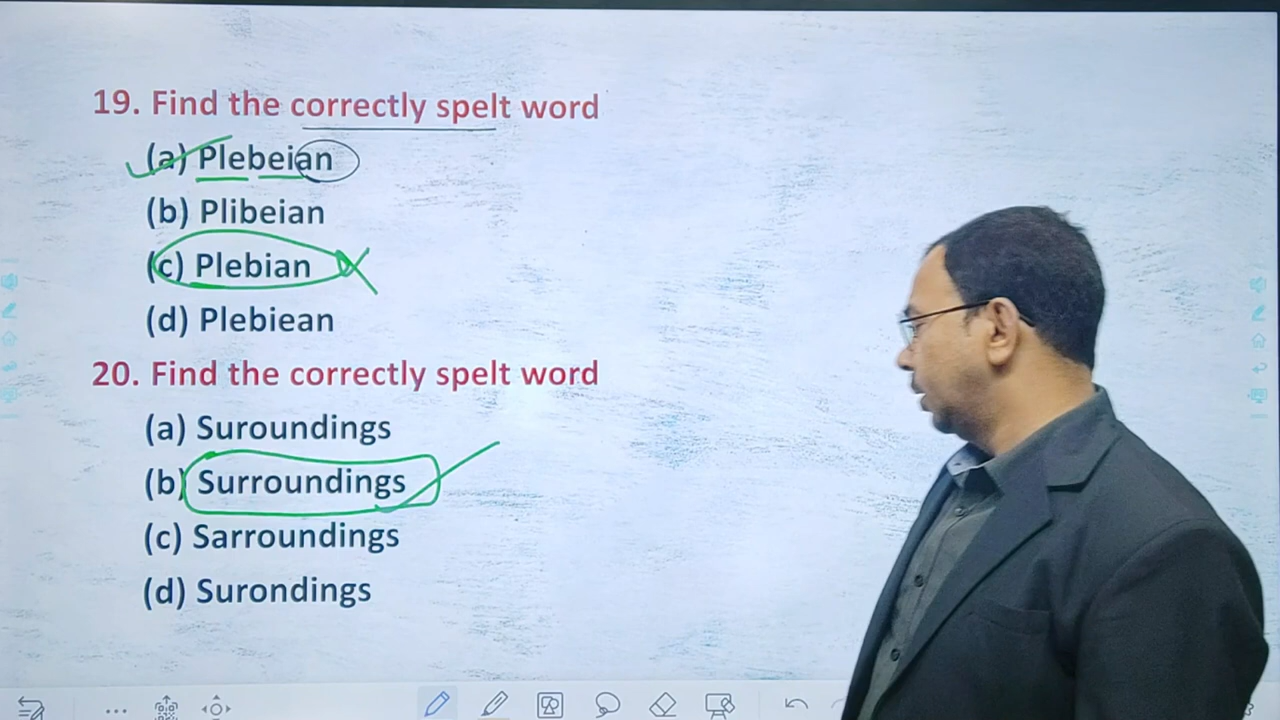 19. Find the correctly spelt word
(a) Plebeian
(b) Plibeian
(c) Plebian
(d) Plebiean
20. Find the correctly spelt word
(a) Suroundings
(b) Surroundings
(c) Sarroundings
(d) Surondings